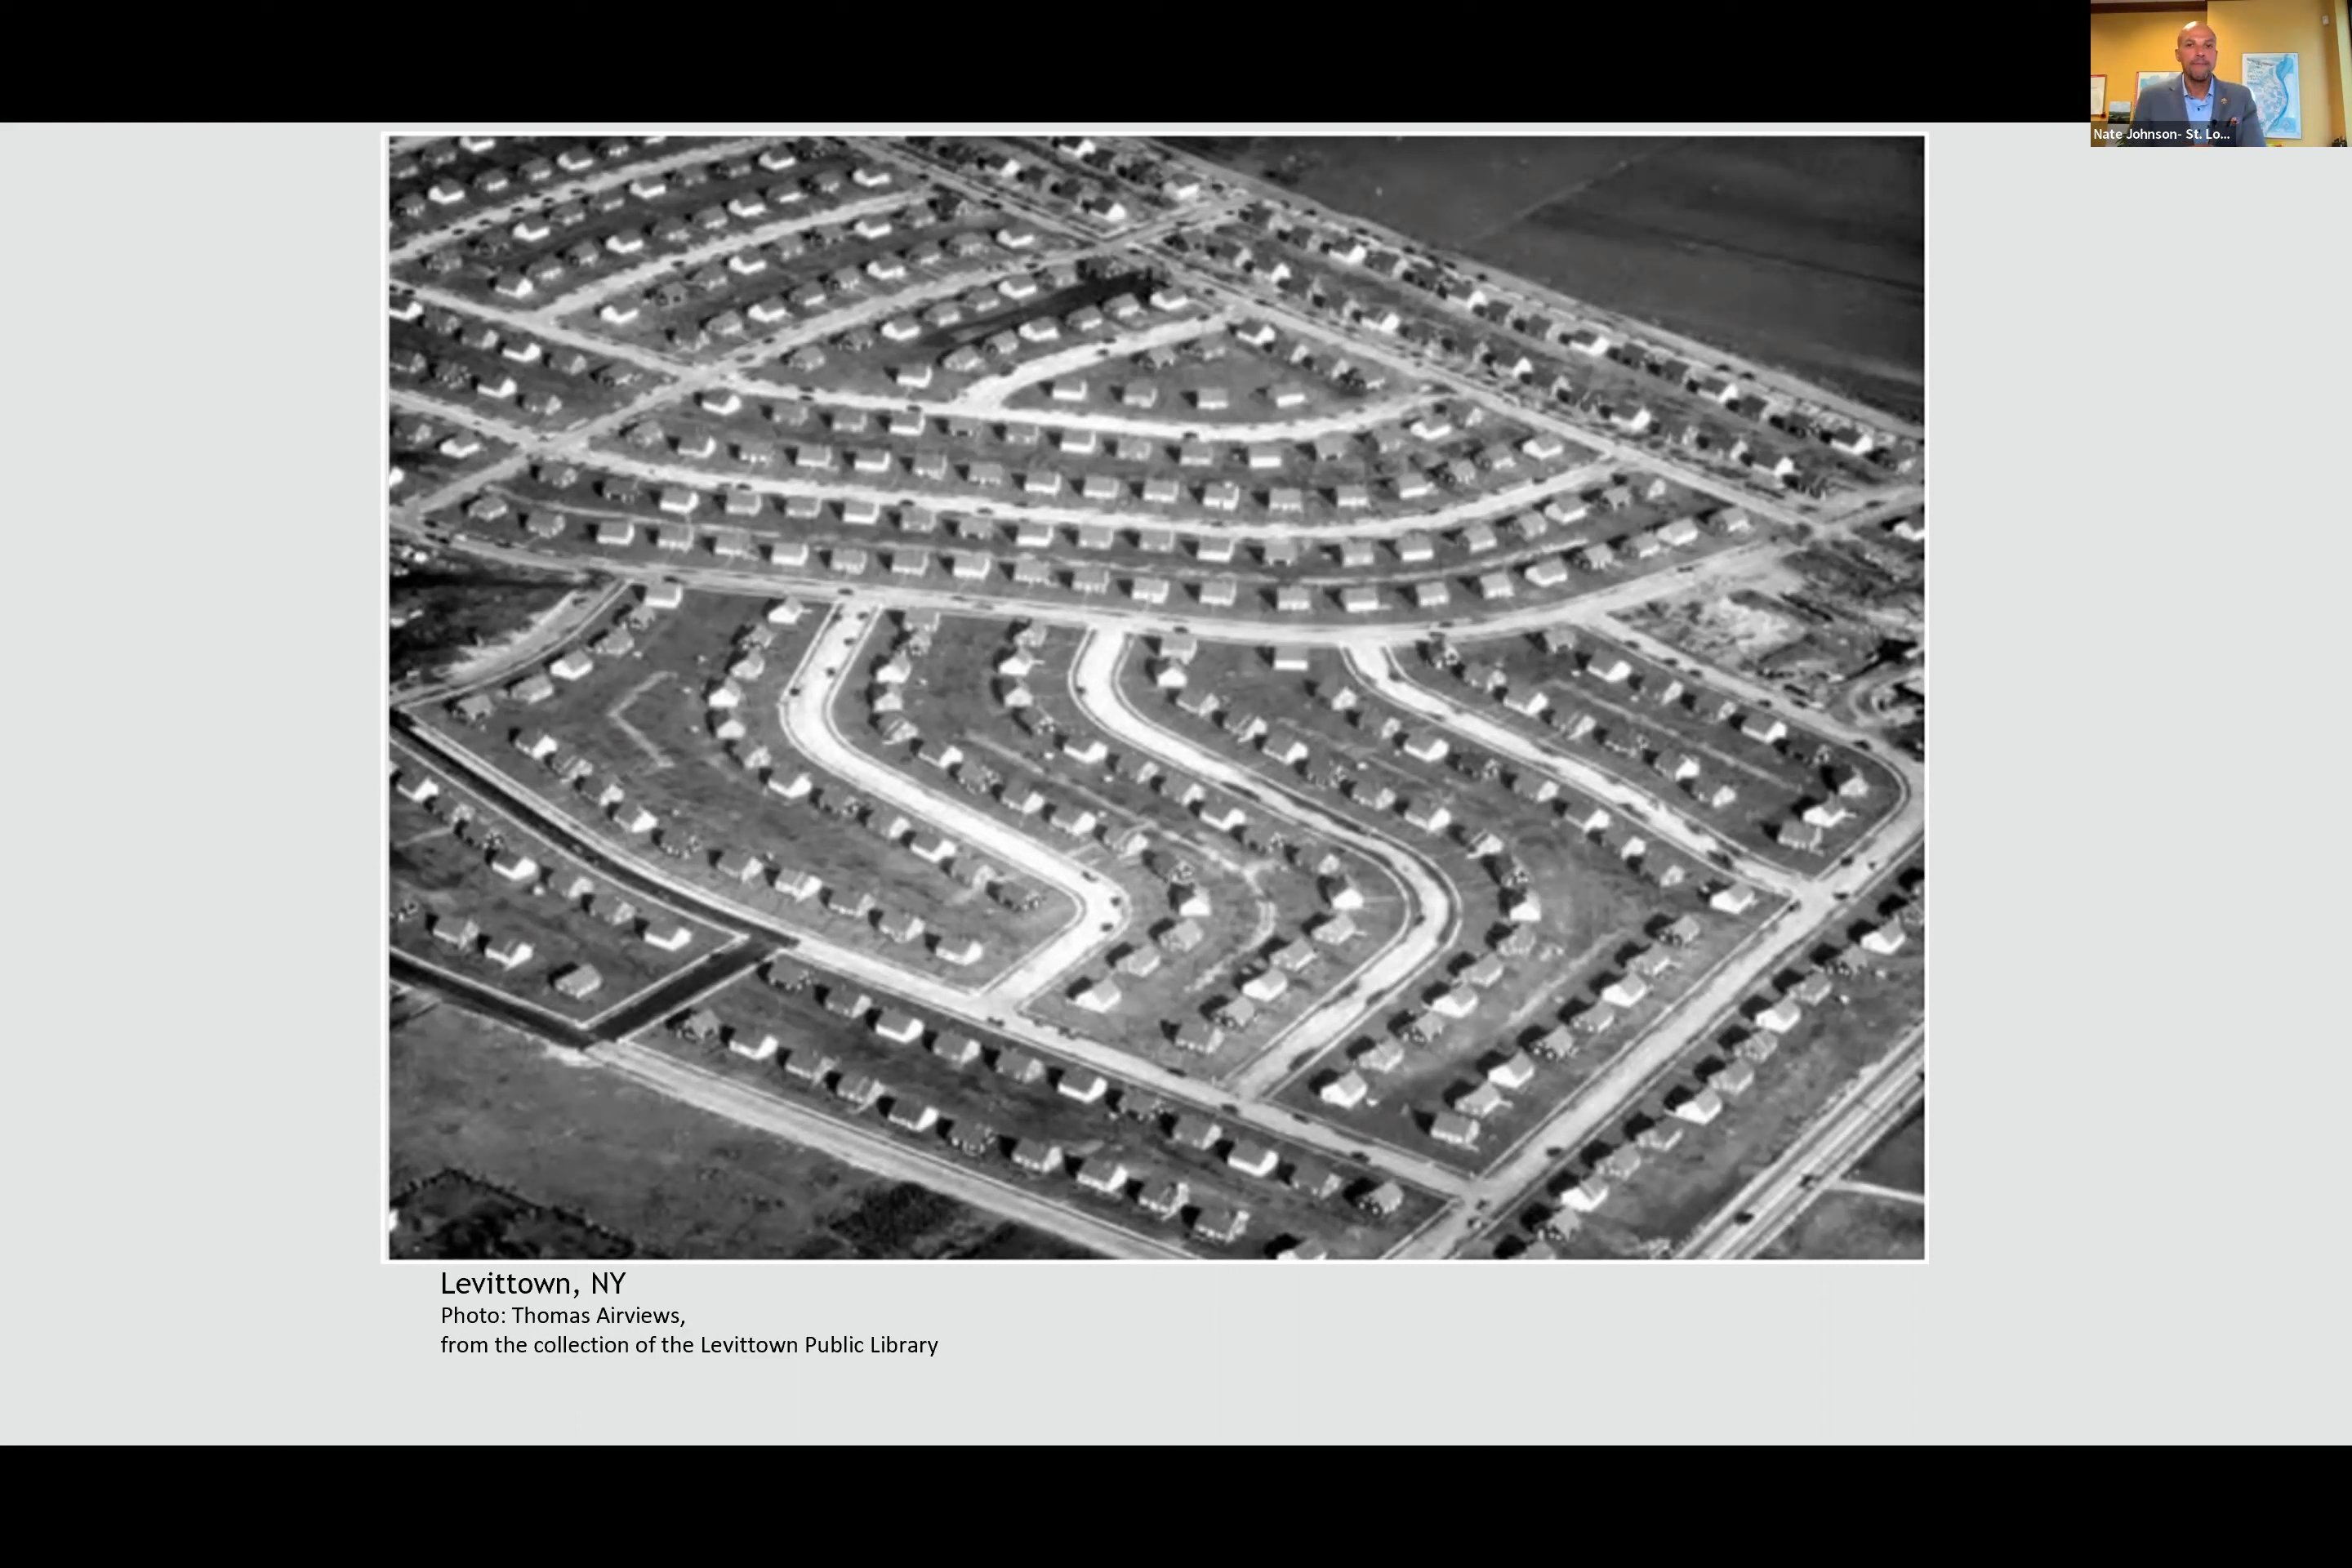 Nate Johnson- St. Lo...
Levittown, NY
Photo: Thomas Airviews,
from the collection of the Levittown Public Library